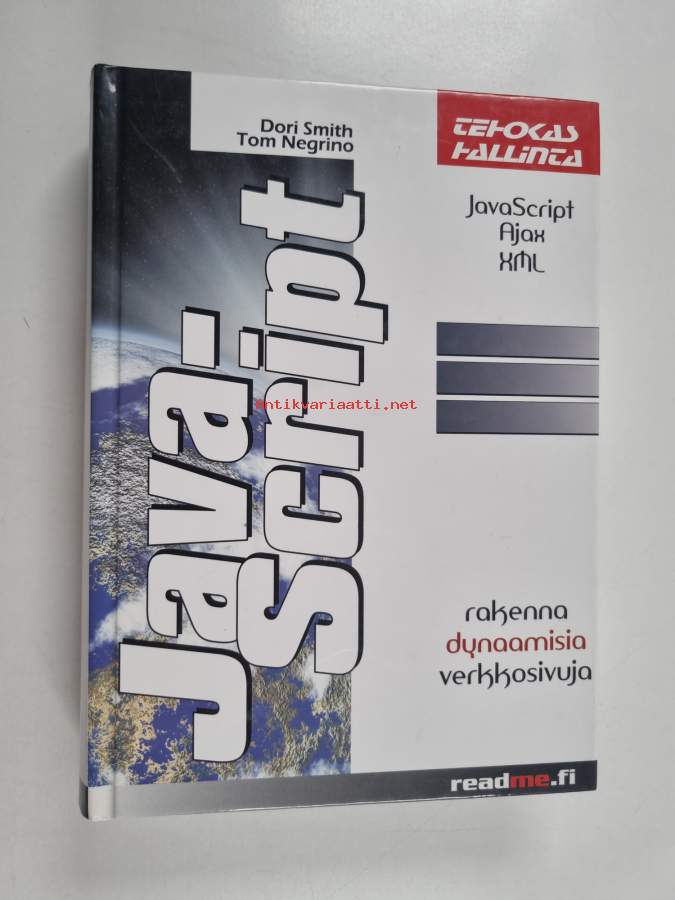 Dori Smith
Tom Negrino
TEHOKAS
HALLINTA
JavaScript
Ajax
XML
Java-
Script
antikvariaatti.net
rakenna
dynaamisia
verkkosivuja
readme.fi